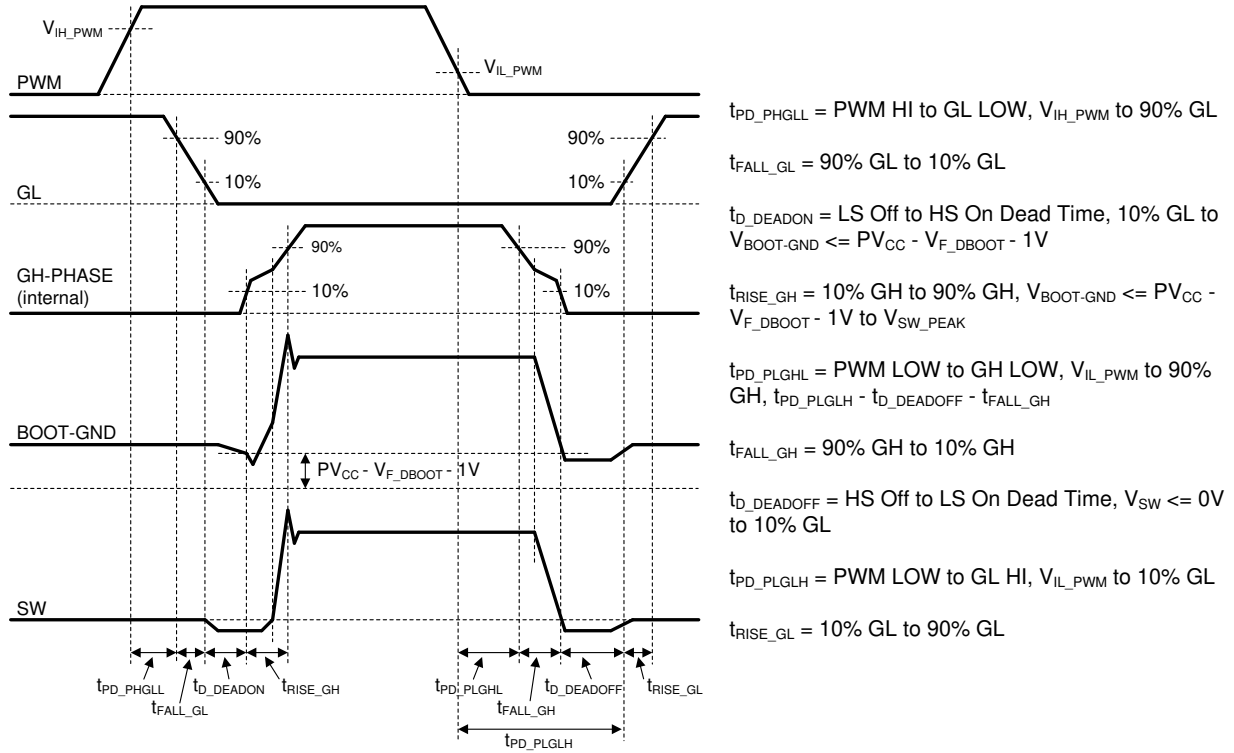 V_IH_PWM
V_IL_PWM
PWM
90%
90%
10%
10%
GL
90%
90%
GH-PHASE
(internal)
10%
10%
BOOT-GND
PV_CC - V_F_DBOOT - 1V
SW
t_PD_PHGLL
t_D_DEADON
t_RISE_GH
t_PD_PLGHL
t_D_DEADOFF
t_RISE_GL
t_FALL_GL
t_FALL_GH
t_PD_PLGLH
t_PD_PHGLL = PWM HI to GL LOW, V_IH_PWM to 90% GL
t_FALL_GL = 90% GL to 10% GL
t_D_DEADON = LS Off to HS On Dead Time, 10% GL to
V_BOOT-GND <= PV_CC - V_F_DBOOT - 1V
t_RISE_GH = 10% GH to 90% GH, V_BOOT-GND <= PV_CC -
V_F_DBOOT - 1V to V_SW_PEAK
t_PD_PLGHL = PWM LOW to GH LOW, V_IL_PWM to 90%
GH, t_PD_PLGLH - t_D_DEADOFF - t_FALL_GH
t_FALL_GH = 90% GH to 10% GH
t_D_DEADOFF = HS Off to LS On Dead Time, V_SW <= 0V
to 10% GL
t_PD_PLGLH = PWM LOW to GL HI, V_IL_PWM to 10% GL
t_RISE_GL = 10% GL to 90% GL